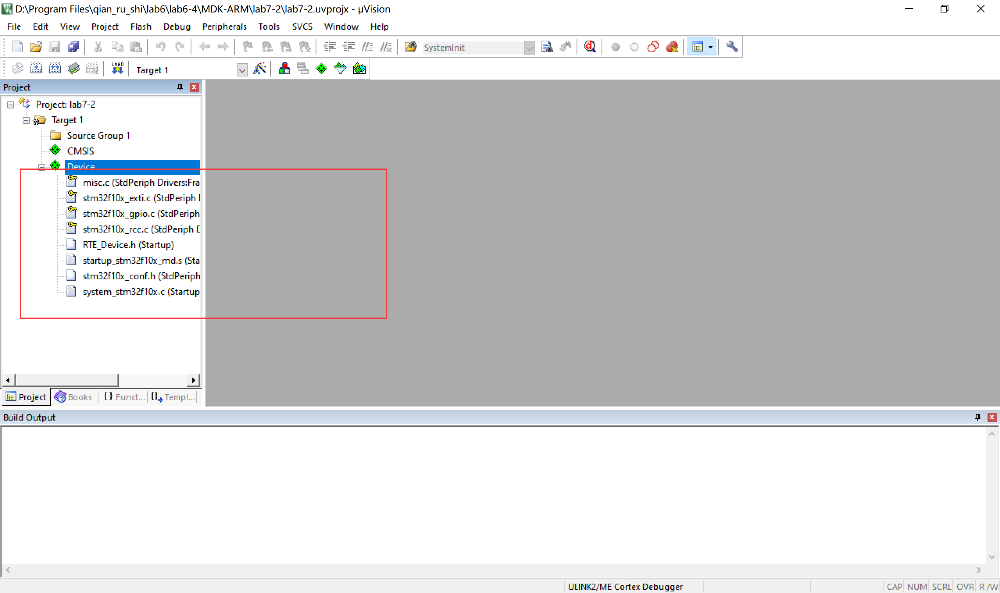 D:\Program Files\qian_ru_shi\lab6\lab6-4\MDK-ARM\lab7-2\lab7-2.uvprojx - µVision
File Edit View Project Flash Debug Peripherals Tools SVCS Window Help
SystemInit
LOAD Target 1
Project
Project: lab7-2
Target 1
Source Group 1
CMSIS
Device
misc.c (StdPeriph Drivers:Fra
stm32f10x_exti.c (StdPeriph
stm32f10x_gpio.c (StdPeriph
stm32f10x_rcc.c (StdPeriph D
RTE_Device.h (Startup)
startup_stm32f10x_md.s (Sta
stm32f10x_conf.h (StdPeriph
system_stm32f10x.c (Startup
Project Books {} Funct... Templ...
Build Output
ULINK2/ME Cortex Debugger CAP NUM SCRL OVR R/W